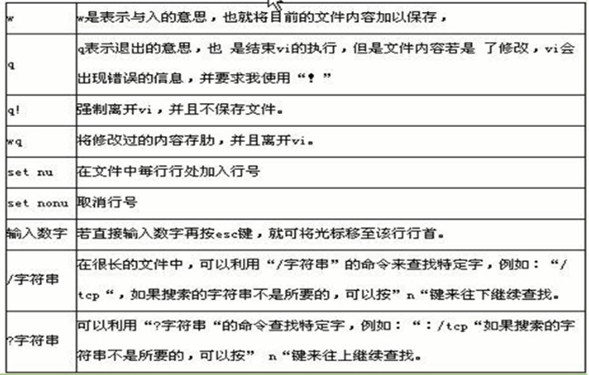 w w是表示与入的意思，也就将目前的文件内容加以保存，
q q表示退出的意思，也 是结束vi的执行，但是文件内容若是 了修改，vi会
出现错误的信息，并要求我使用“！”
q! 强制离开vi，并且不保存文件。
wq 将修改过的内容存肋，并且离开vi。
set nu 在文件中每行行处加入行号
set nonu 取消行号
输入数字 若直接输入数字再按esc键，就可将光标移至该行行首。
/字符串 在很长的文件中，可以利用“/字符串”的命令来查找特定字，例如：“/
tcp“，如果搜索的字符串不是所要的，可以按”n“键来往下继续查找。
?字符串 可以利用“?字符串“的命令查找特定字，例如：“：/tcp“如果搜索的字
符串不是所要的，可以按” n“键来往上继续查找。